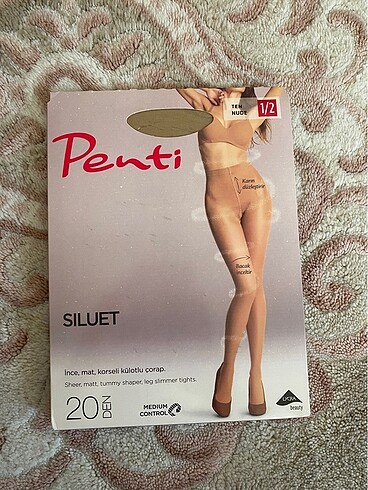 TEN
NUDE
1/2
Penti
Karın
düzleştirir
Bacak
inceltir
SILUET
İnce, mat, korseli külotlu çorap.
Sheer, matt, tummy shaper, leg slimmer tights.
20 DEN
MEDIUM
CONTROL
LYCRA
beauty